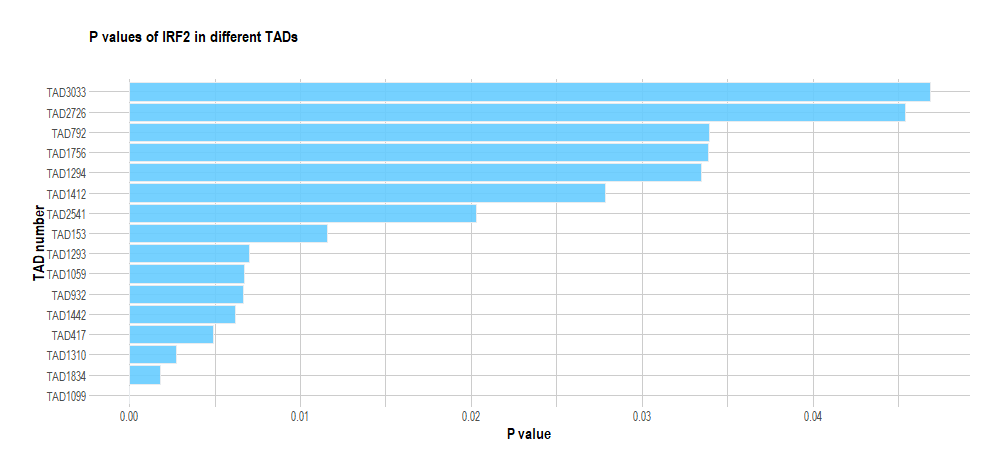 P values of IRF2 in different TADs
TAD number
TAD3033
TAD2726
TAD792
TAD1756
TAD1294
TAD1412
TAD2541
TAD153
TAD1293
TAD1059
TAD932
TAD1442
TAD417
TAD1310
TAD1834
TAD1099
0.00 0.01 0.02 0.03 0.04
P value